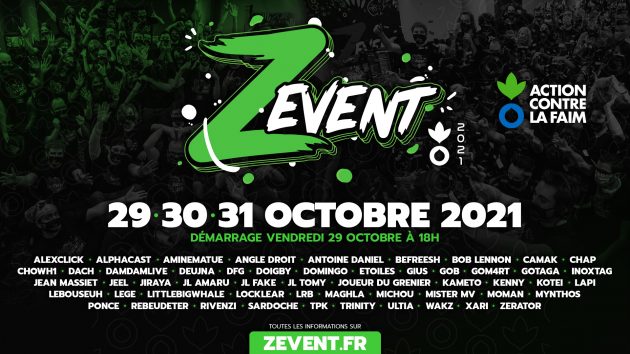 ZEVENT
2021
ACTION
CONTRE
LA FAIM
29·30·31 OCTOBRE 2021
DÉMARRAGE VENDREDI 29 OCTOBRE À 18H
ALEXCLICK · ALPHACAST · AMINEMATUE · ANGLE DROIT · ANTOINE DANIEL · BEFREESH · BOB LENNON · CAMAK · CHAP
CHOWH1 · DACH · DAMDAMLIVE · DEUJNA · DFG · DOIGBY · DOMINGO · ETOILES · GIUS · GOB · GOM4RT · GOTAGA · INOXTAG
JEAN MASSIET · JEEL · JIRAYA · JL AMARU · JL FAKE · JL TOMY · JOUEUR DU GRENIER · KAMETO · KENNY · KOTEI · LAPI
LEBOUSEUH · LEGE · LITTLEBIGWHALE · LOCKLEAR · LRB · MAGHLA · MICHOU · MISTER MV · MOMAN · MYNTHOS
PONCE · REBEUDETER · RIVENZI · SARDOCHE · TPK · TRINITY · ULTIA · WAKZ · XARI · ZERATOR
TOUTES LES INFORMATIONS SUR
ZEVENT.FR